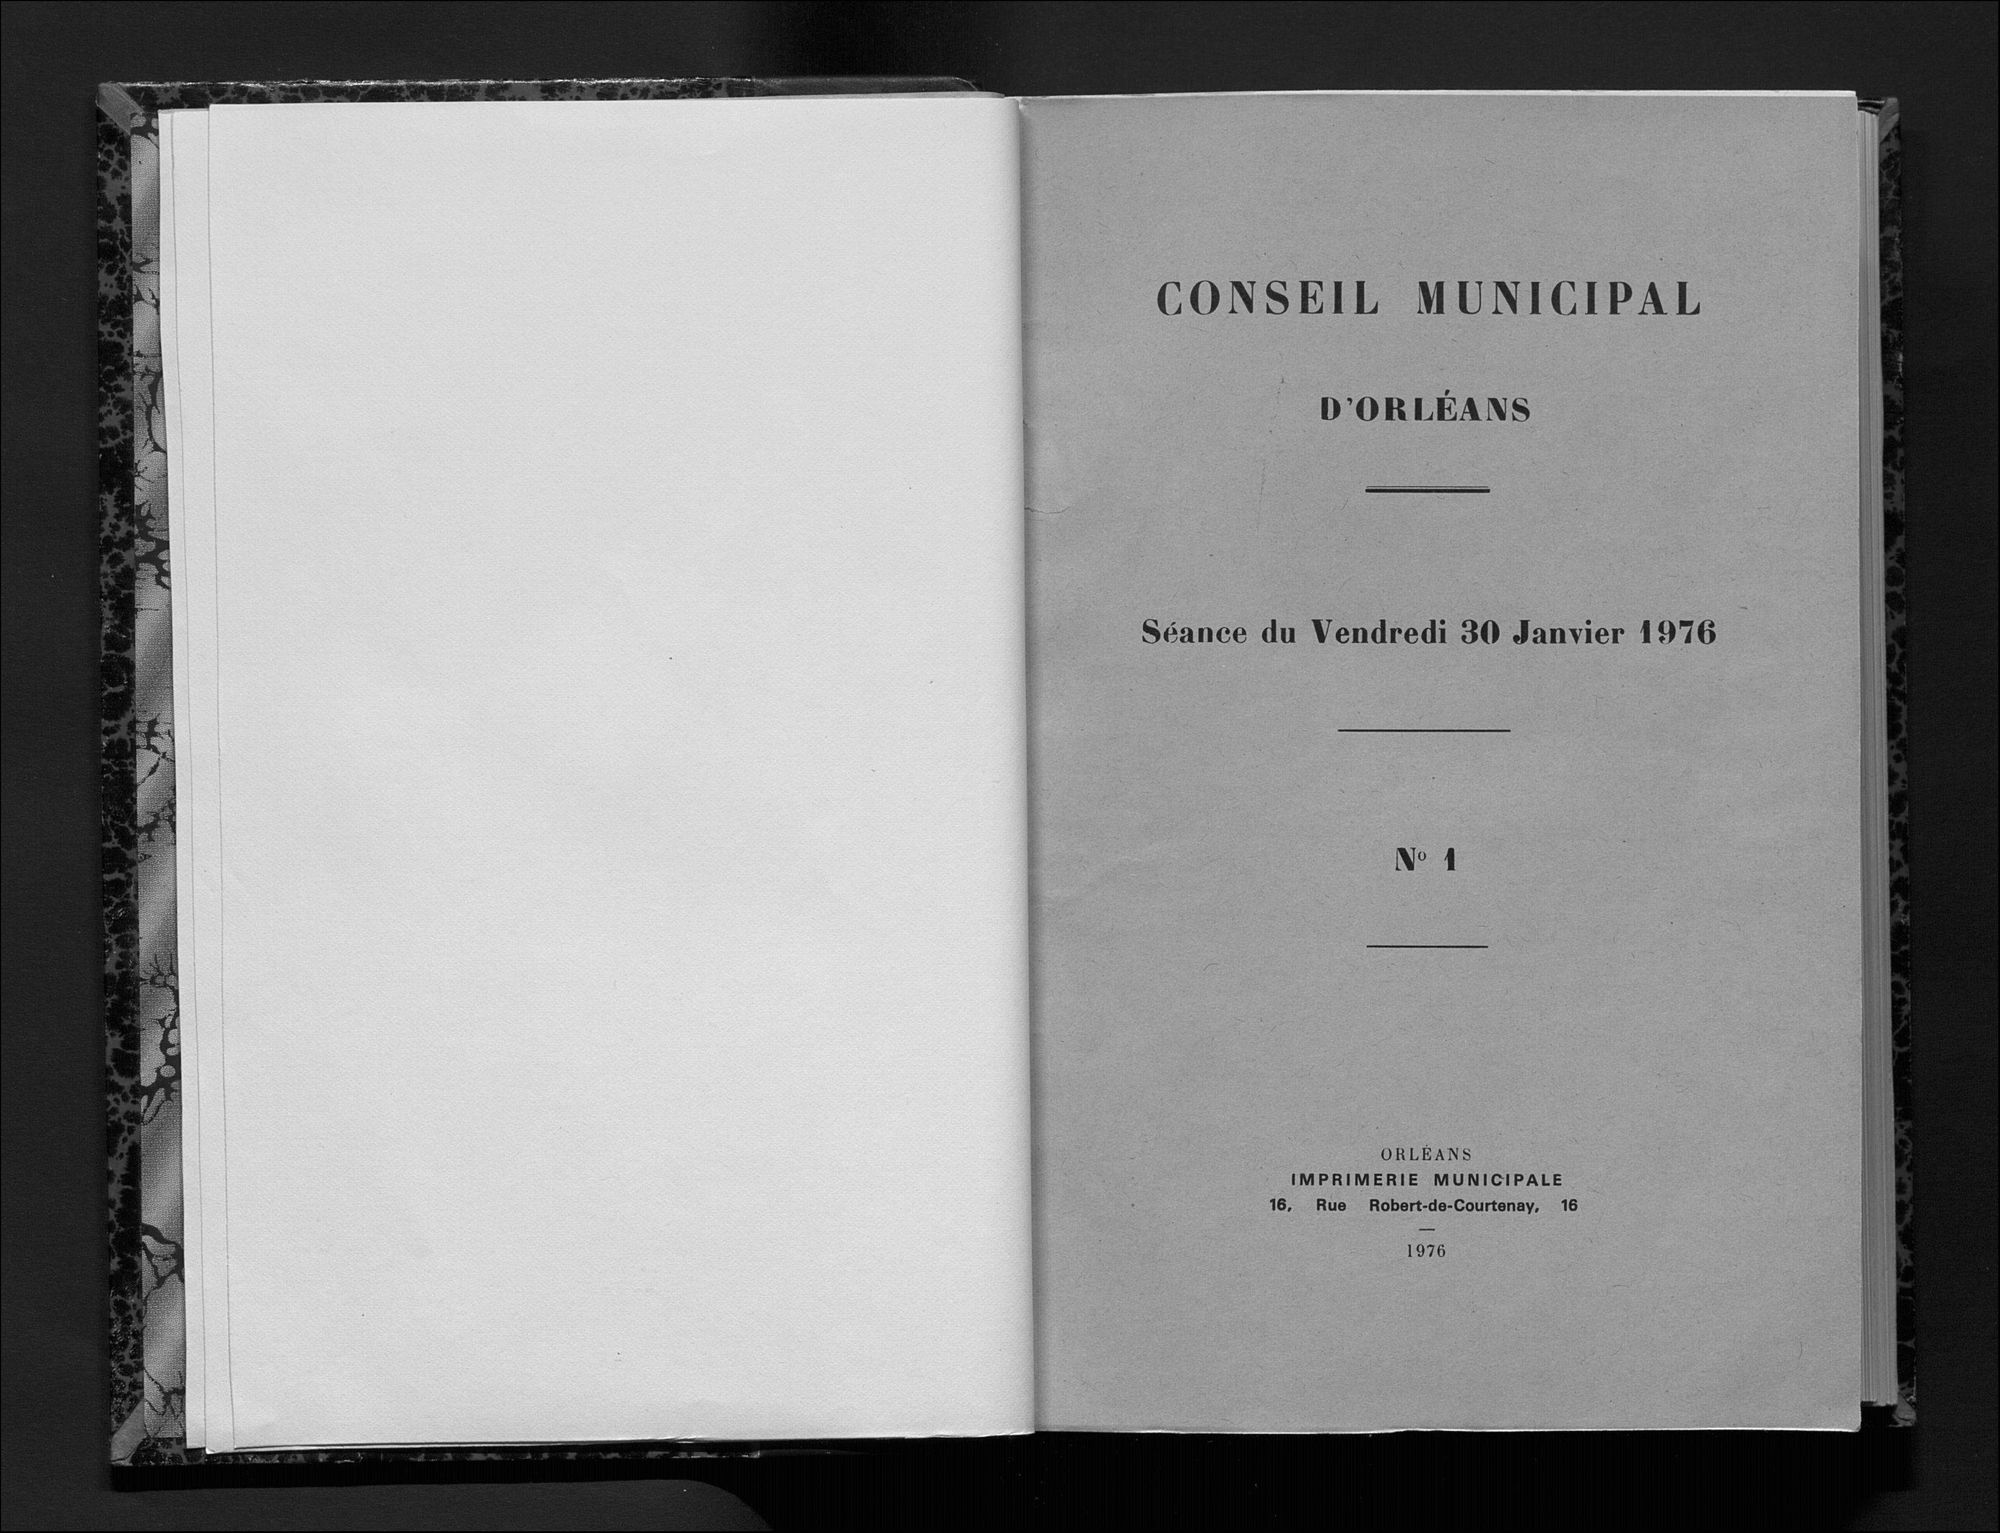 CONSEIL MUNICIPAL
D'ORLÉANS
Séance du Vendredi 30 Janvier 1976
Nº 1
ORLÉANS
IMPRIMERIE MUNICIPALE
16, Rue Robert-de-Courtenay, 16
1976